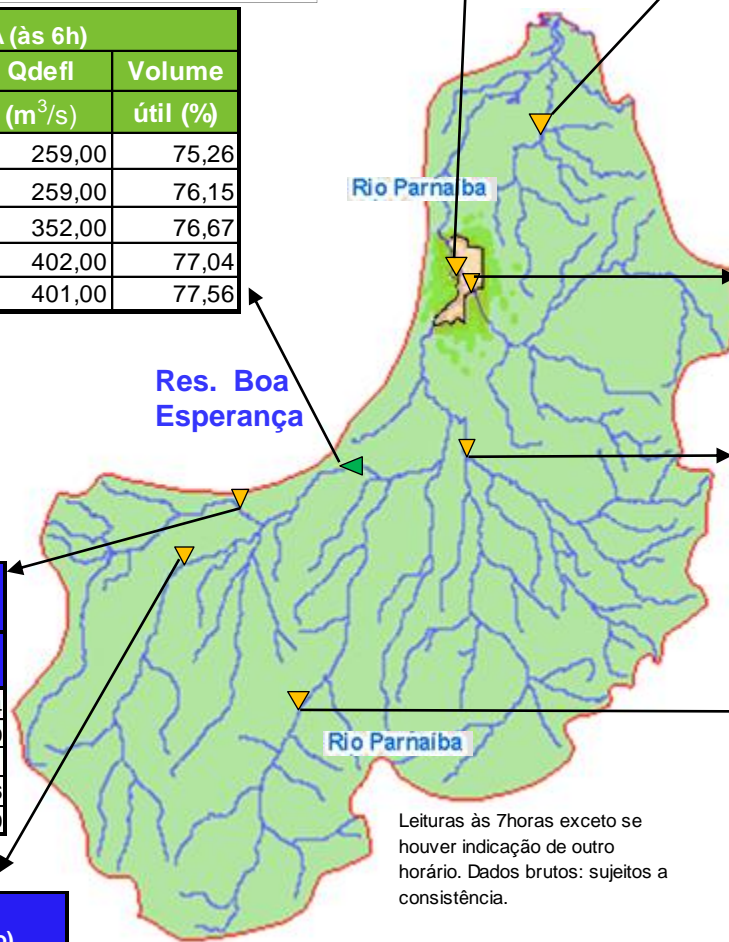 (às 6h)
Qdefl Volume
(m³/s) útil (%)
259,00 75,26
259,00 76,15
352,00 76,67
402,00 77,04
401,00 77,56
Rio Parnaíba
Res. Boa
Esperança
Rio Parnaíba
Leituras às 7horas exceto se
houver indicação de outro
horário. Dados brutos: sujeitos a
consistência.